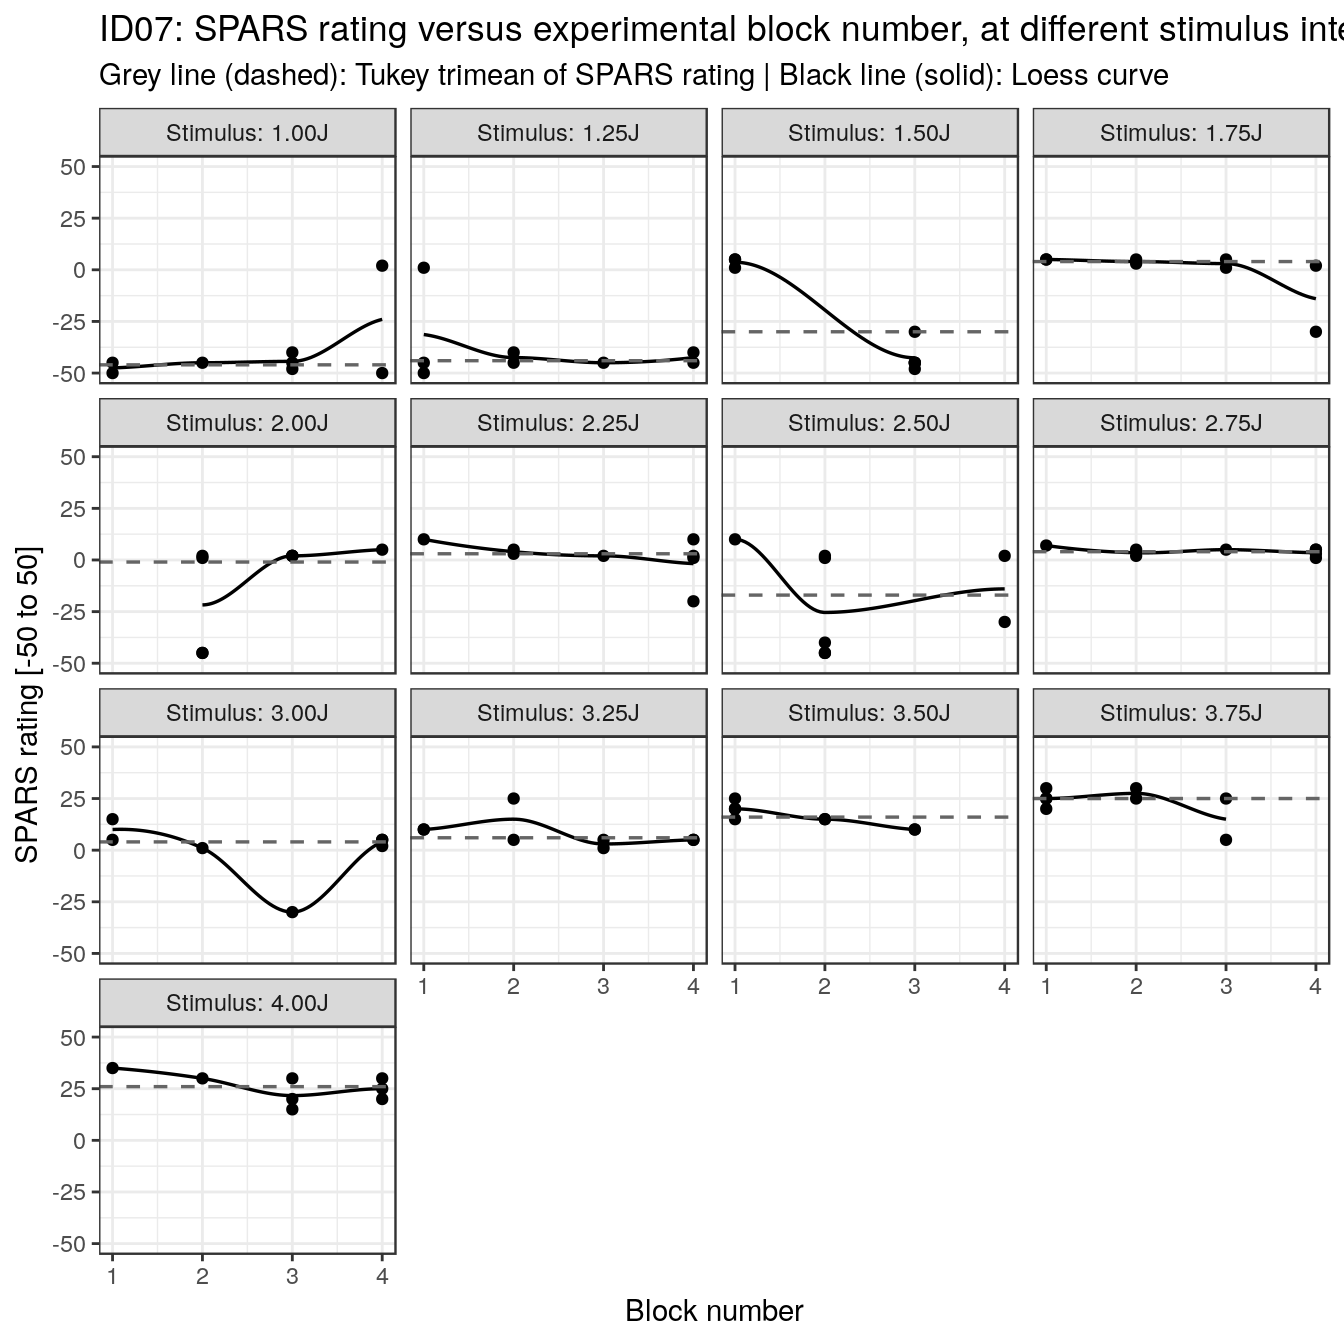 ID07: SPARS rating versus experimental block number, at different stimulus inte
Grey line (dashed): Tukey trimean of SPARS rating | Black line (solid): Loess curve
Stimulus: 1.00J Stimulus: 1.25J Stimulus: 1.50J Stimulus: 1.75J
50
25
0
-25
-50
Stimulus: 2.00J Stimulus: 2.25J Stimulus: 2.50J Stimulus: 2.75J
50
25
0
-25
-50
SPARS rating [-50 to 50]
Stimulus: 3.00J Stimulus: 3.25J Stimulus: 3.50J Stimulus: 3.75J
50
25
0
-25
-50
1 2 3 4 1 2 3 4 1 2 3 4
Stimulus: 4.00J
50
25
0
-25
-50
1 2 3 4
Block number